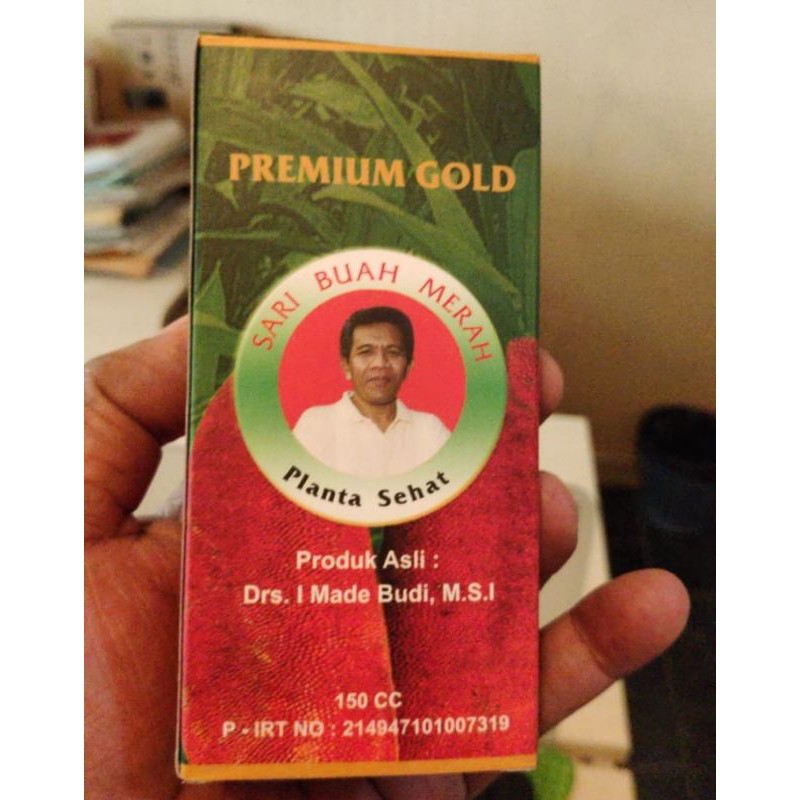 PREMIUM GOLD
SARI BUAH MERAH
Planta Sehat
Produk Asli :
Drs. I Made Budi, M.S.I
150 CC
P - IRT NO : 214947101007319